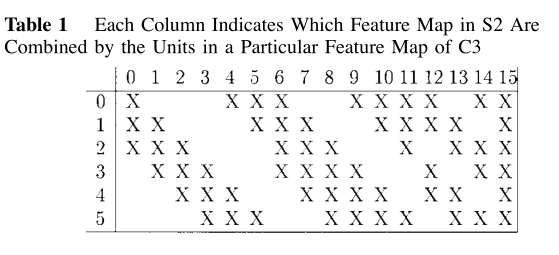 Table 1 Each Column Indicates Which Feature Map in S2 Are
Combined by the Units in a Particular Feature Map of C3
0 1 2 3 4 5 6 7 8 9 10 11 12 13 14 15
0 X X X X X X X X X X
1 X X X X X X X X X X
2 X X X X X X X X X X
3 X X X X X X X X X X
4 X X X X X X X X X X
5 X X X X X X X X X X